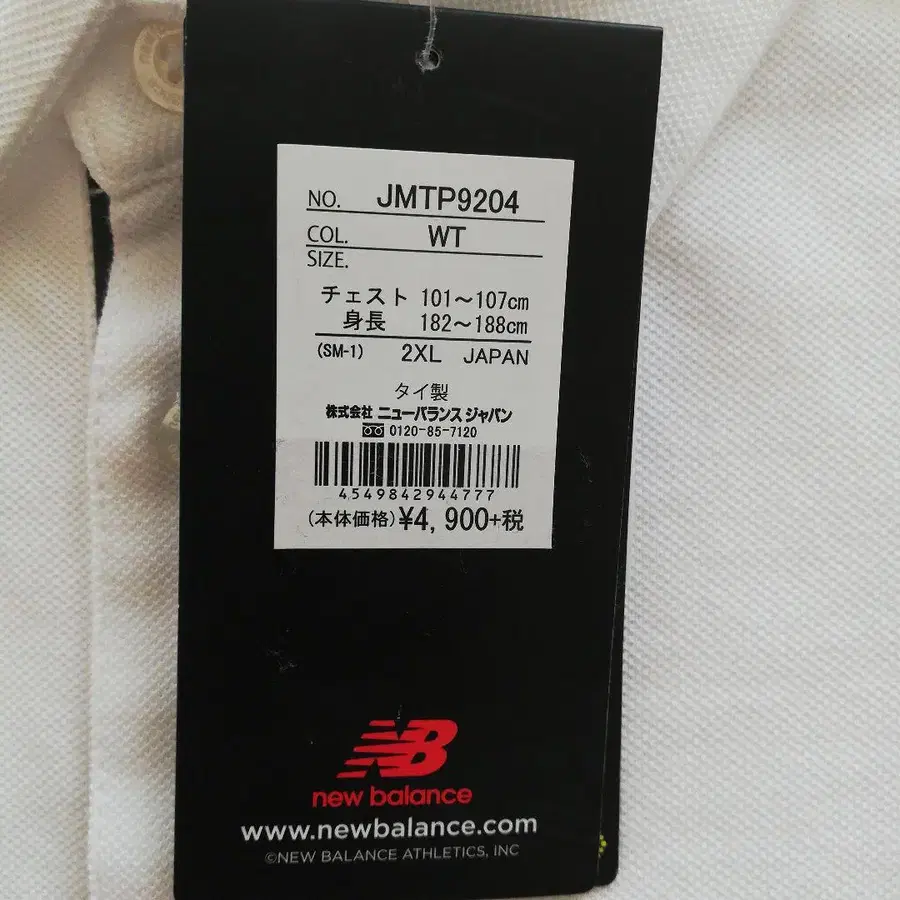 NO. JMTP9204
COL. WT
SIZE.
チェスト 101〜107cm
身長 182〜188cm
(SM-1) 2XL JAPAN
タイ製
株式会社 ニューバランス ジャパン
0120-85-7120
4549842944777
(本体価格)¥4,900+税
NB
new balance
www.newbalance.com
©NEW BALANCE ATHLETICS, INC